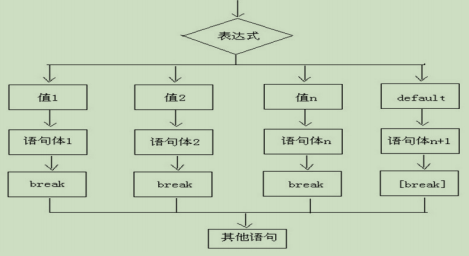 表达式
值1 值2 值n default
语句体1 语句体2 语句体n 语句体n+1
break break break [break]
其他语句